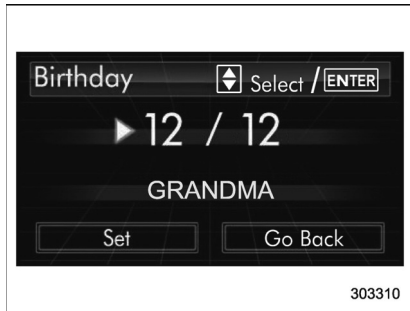 Birthday Select / ENTER
12 / 12
GRANDMA
Set Go Back
303310